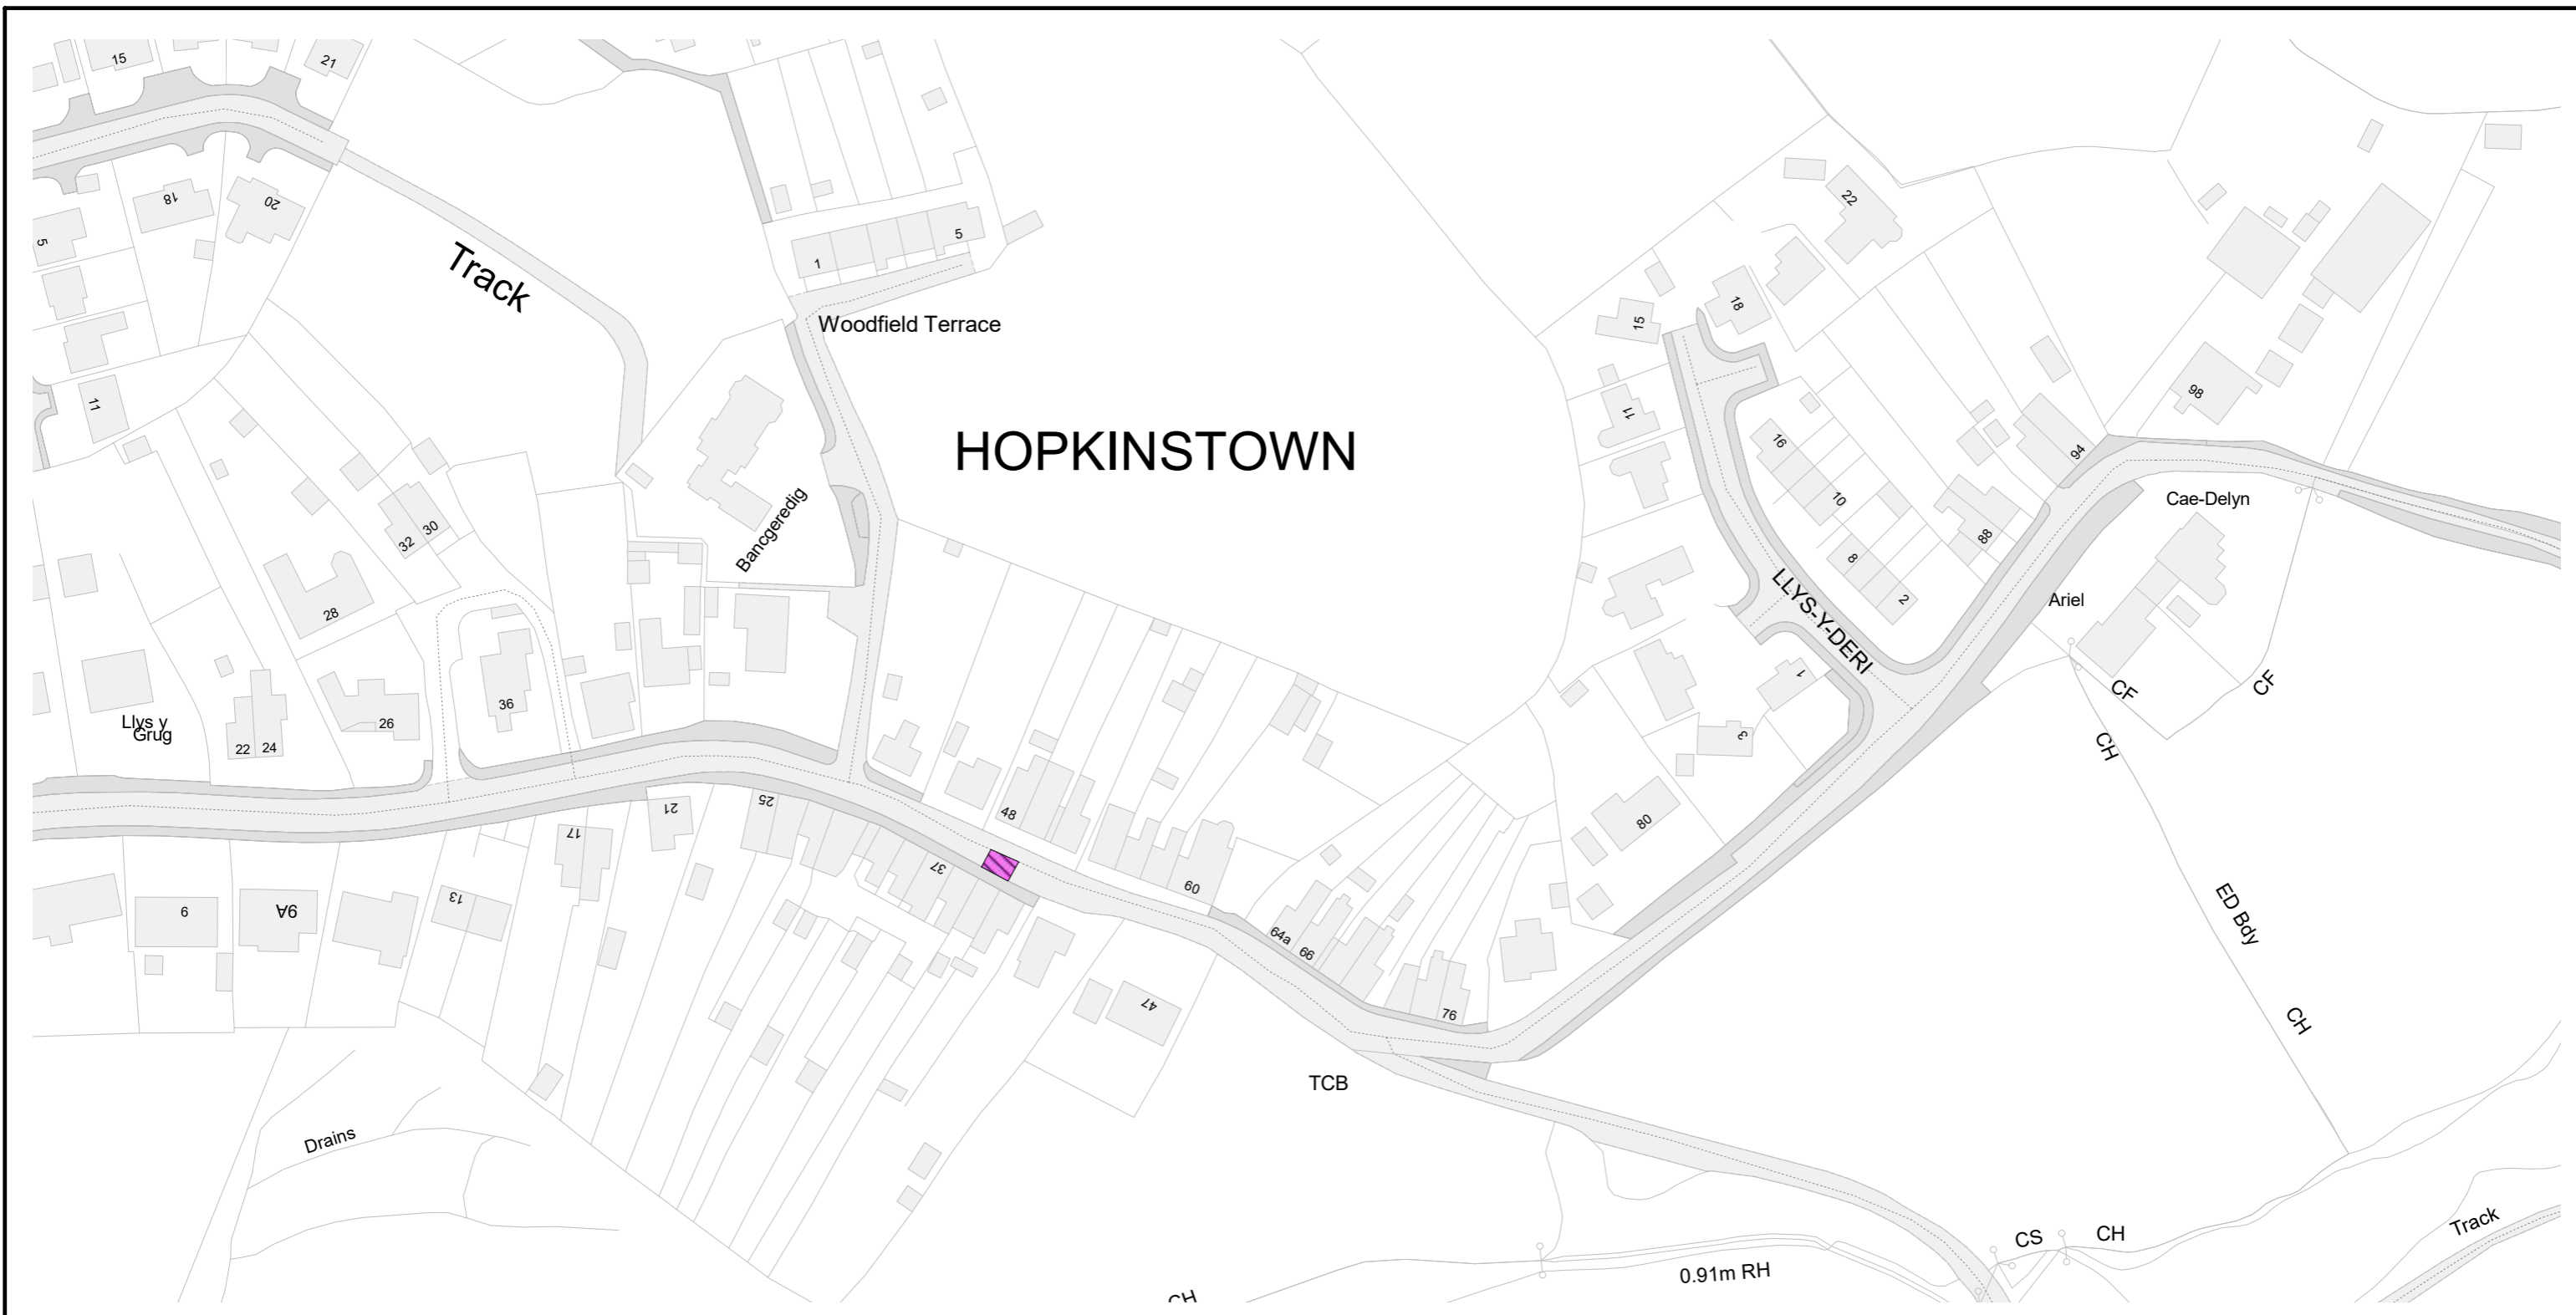 15
21
18
20
5
Track
1
5
Woodfield Terrace
11
HOPKINSTOWN
22
18
15
11
16
10
8
2
88
94
98
Cae-Delyn
Ariel
LLYS-Y-DERI
1
3
80
CF
CF
CH
ED Bdy
CH
30
32
28
Bancgeredig
36
26
22
24
Llys y
Grug
48
60
64a
66
76
25
21
17
37
13
9
9A
47
TCB
Drains
0.91m RH
CH
CS
CH
Track